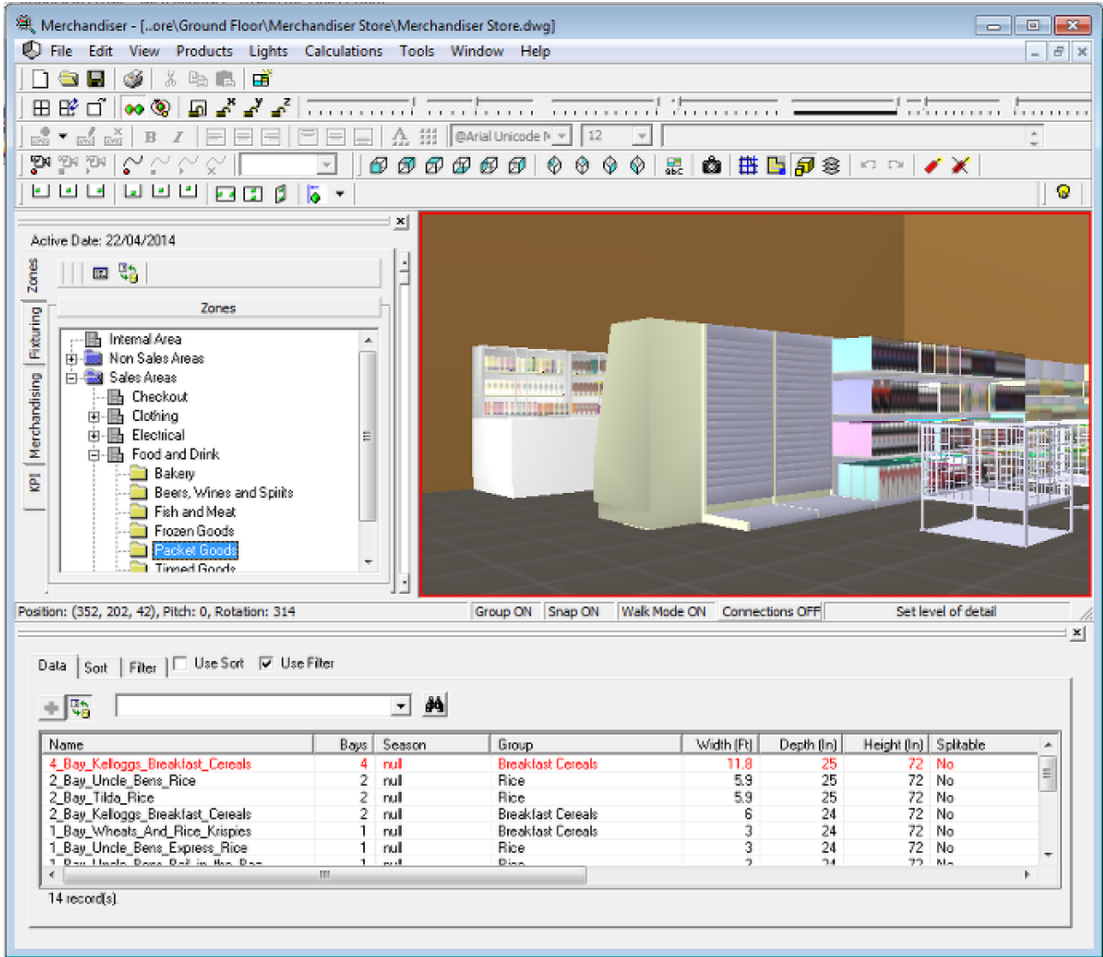 Merchandiser - [..ore\Ground Floor\Merchandiser Store\Merchandiser Store.dwg]
File Edit View Products Lights Calculations Tools Window Help
B I @Arial Unicode M 12
abc
Active Date: 22/04/2014
Zones
Fixturing
Merchandising
KPI
Zones
Internal Area
Non Sales Areas
Sales Areas
Checkout
Clothing
Electrical
Food and Drink
Bakery
Beers, Wines and Spirits
Fish and Meat
Frozen Goods
Packet Goods
Tinned Goods
Position: (352, 202, 42), Pitch: 0, Rotation: 314 Group ON Snap ON Walk Mode ON Connections OFF Set level of detail
Data Sort Filter Use Sort Use Filter
Name Bays Season Group Width (Ft) Depth (In) Height (In) Splitable
4_Bay_Kelloggs_Breakfast_Cereals 4 null Breakfast Cereals 11.8 25 72 No
2_Bay_Uncle_Bens_Rice 2 null Rice 5.9 25 72 No
2_Bay_Tilda_Rice 2 null Rice 5.9 25 72 No
2_Bay_Kelloggs_Breakfast_Cereals 2 null Breakfast Cereals 6 24 72 No
1_Bay_Wheats_And_Rice_Krispies 1 null Breakfast Cereals 3 24 72 No
1_Bay_Uncle_Bens_Express_Rice 1 null Rice 3 24 72 No
14 record(s).